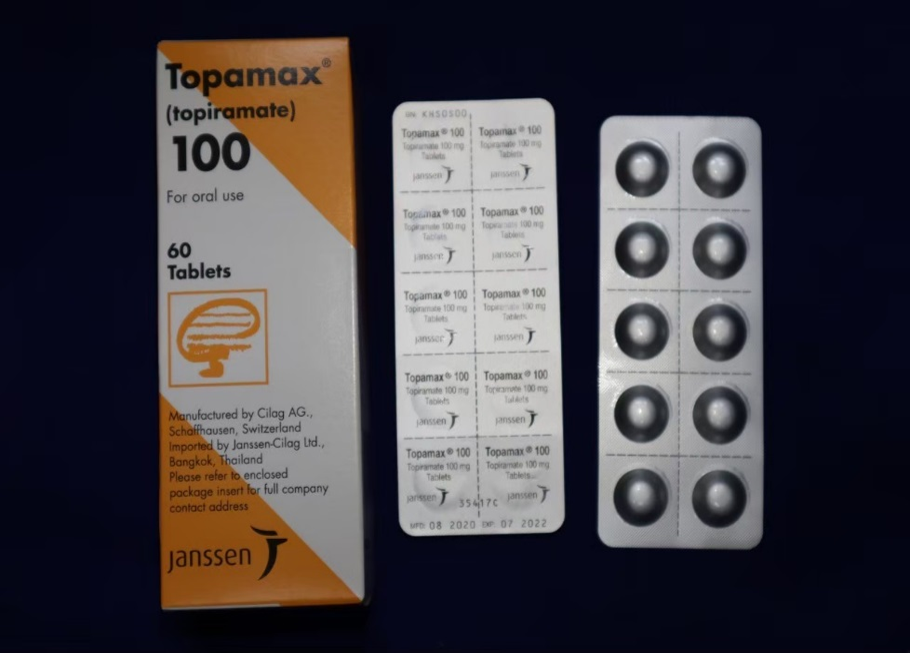 Topamax®
(topiramate)
100
For oral use
60
Tablets
Manufactured by Cilag AG.,
Schaffhausen, Switzerland
Imported by Janssen-Cilag Ltd.,
Bangkok, Thailand
Please refer to enclosed
package insert for full company
contact address
janssen
KHS0S00
Topamax® 100 Topamax® 100
Topiramate 100 mg Topiramate 100 mg
Tablets Tablets
janssen janssen
Topamax® 100 Topamax® 100
Topiramate 100 mg Topiramate 100 mg
Tablets Tablets
janssen janssen
Topamax® 100 Topamax® 100
Topiramate 100 mg Topiramate 100 mg
Tablets Tablets
janssen janssen
Topamax® 100 Topamax® 100
Topiramate 100 mg Topiramate 100 mg
Tablets Tablets
janssen janssen
Topamax® 100 Topamax® 100
Topiramate 100 mg Topiramate 100 mg
Tablets Tablets
janssen 35417C janssen
MFD: 08 2020 EXP: 07 2022